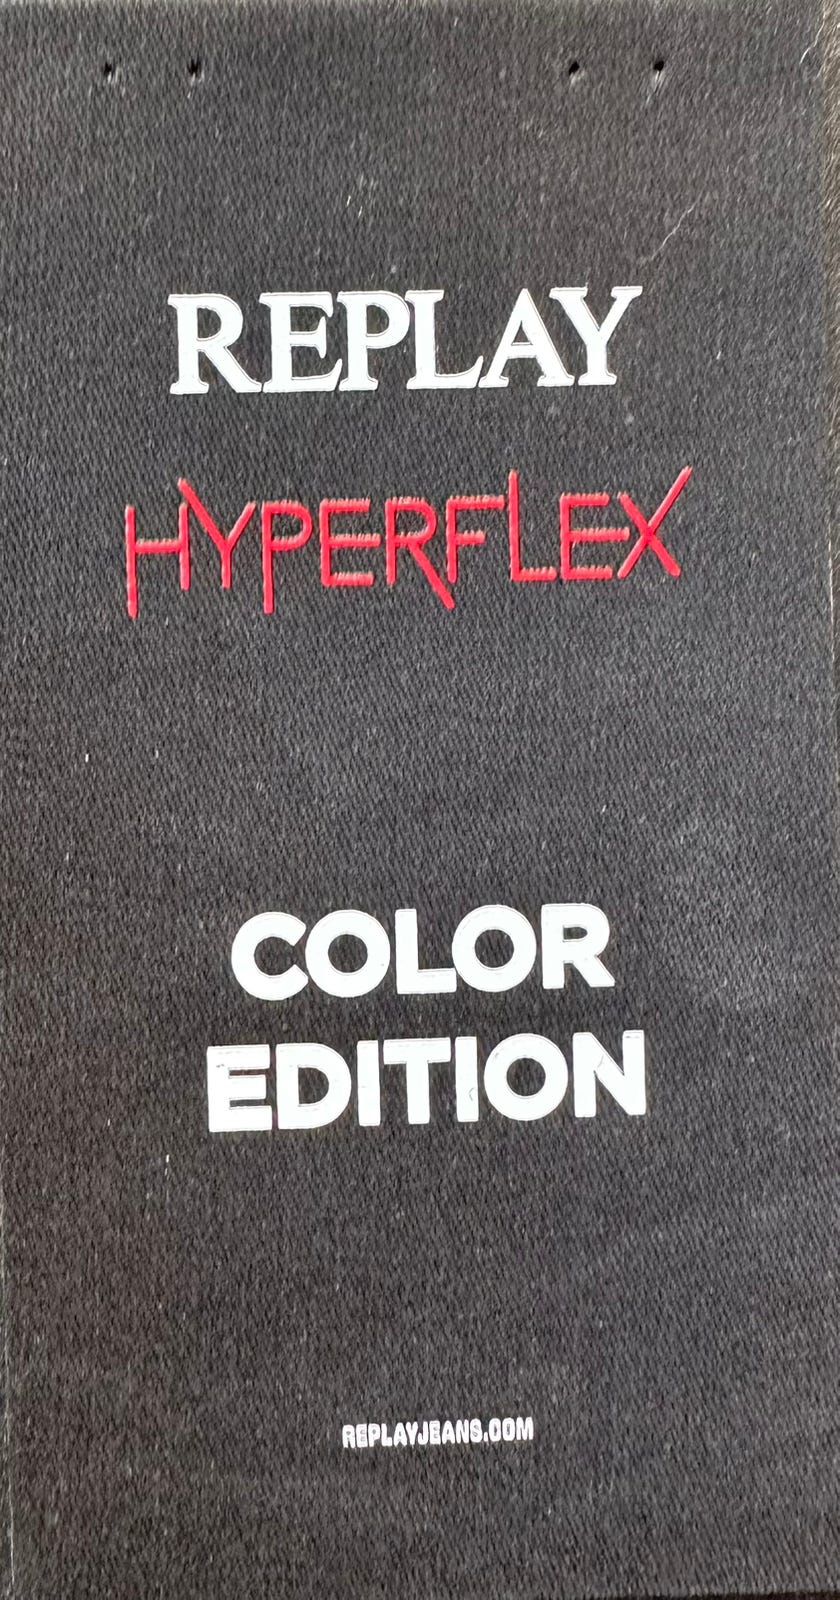 REPLAY
HYPERFLEX
COLOR
EDITION
REPLAYJEANS.COM